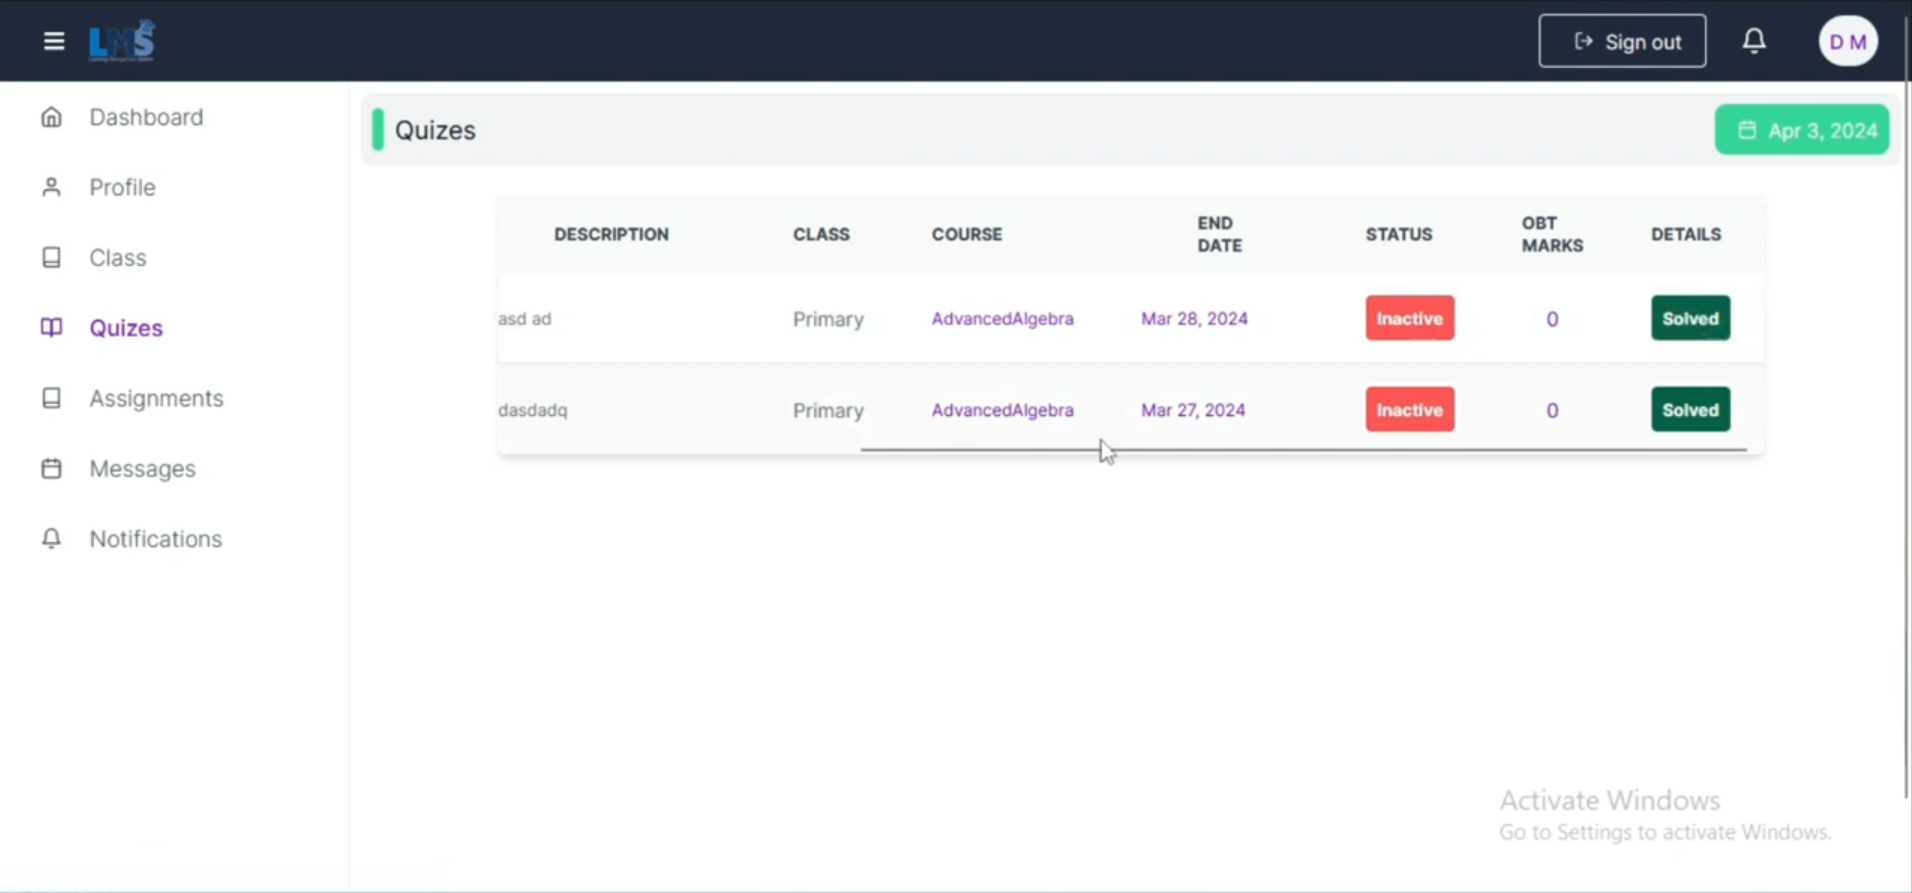 LMS
Sign out
D M
Dashboard
Profile
Class
Quizes
Assignments
Messages
Notifications
Quizes
Apr 3, 2024
DESCRIPTION CLASS COURSE END DATE STATUS OBT MARKS DETAILS
asd ad Primary AdvancedAlgebra Mar 28, 2024 Inactive 0 Solved
dasdadq Primary AdvancedAlgebra Mar 27, 2024 Inactive 0 Solved
Activate Windows
Go to Settings to activate Windows.